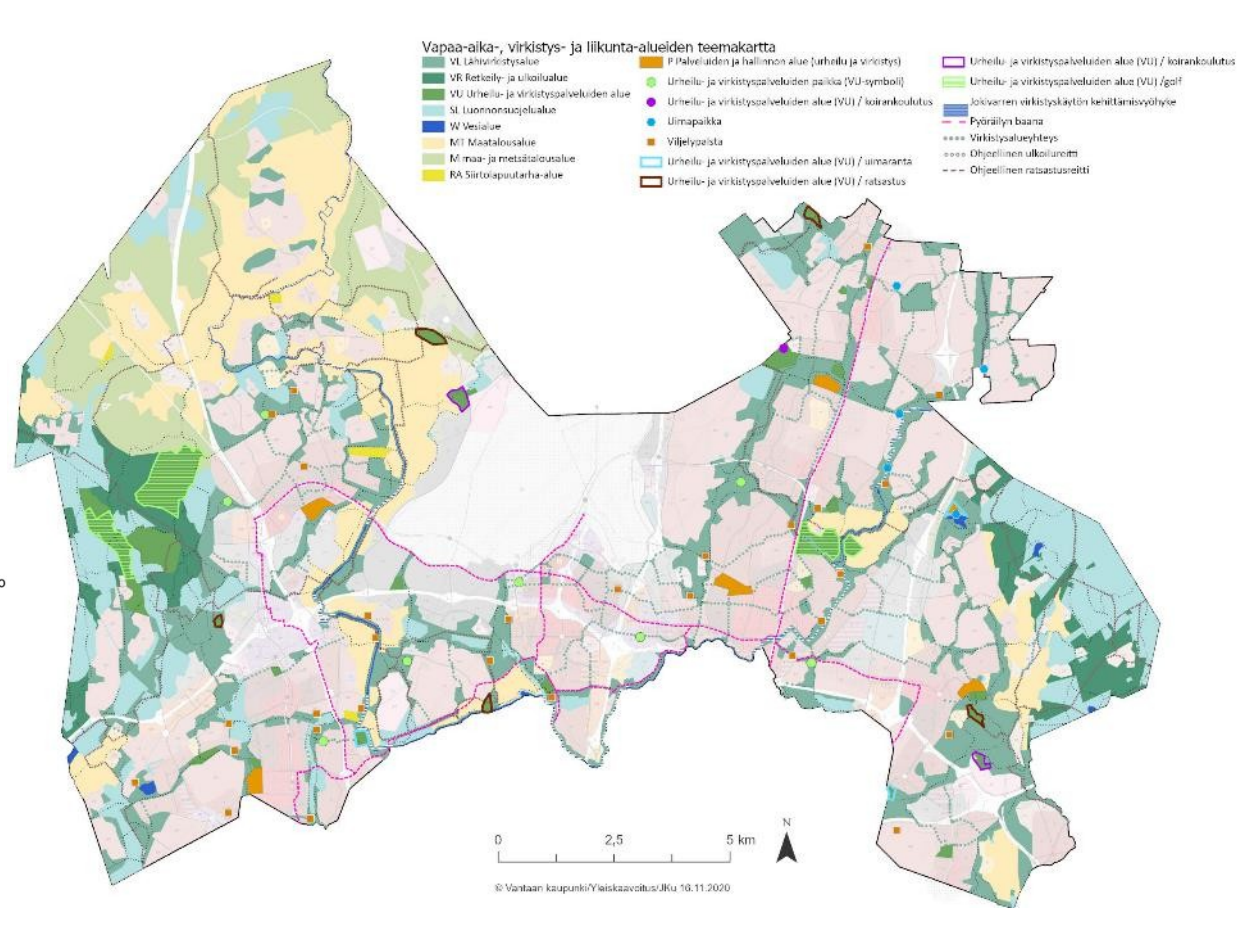 Vapaa-aika-, virkistys- ja liikunta-alueiden teemakartta
VL Lähivirkistysalue
VR Retkeily- ja ulkoilualue
VU Urheilu- ja virkistyspalveluiden alue
SL Luonnonsuojelualue
W Vesialue
MT Maatalousalue
M maa- ja metsätalousalue
RA Siirtolapuutarha-alue
P Palveluiden ja hallinnon alue (urheilu ja virkistys)
Urheilu- ja virkistyspalveluiden paikka (VU-symboli)
Urheilu- ja virkistyspalveluiden alue (VU) / koirankoulutus
Uimapaikka
Viljelypalsta
Urheilu- ja virkistyspalveluiden alue (VU) / uimaranta
Urheilu- ja virkistyspalveluiden alue (VU) / ratsastus
Urheilu- ja virkistyspalveluiden alue (VU) / koirankoulutus
Urheilu- ja virkistyspalveluiden alue (VU) /golf
Jokivarren virkistyskäytön kehittämisvyöhyke
Pyöräilyn baana
Virkistysalueyhteys
Ohjeellinen ulkoilureitti
Ohjeellinen ratsastusreitti
0 2,5 5 km
N
© Vantaan kaupunki/Yleiskaavoitus/JKu 16.11.2020